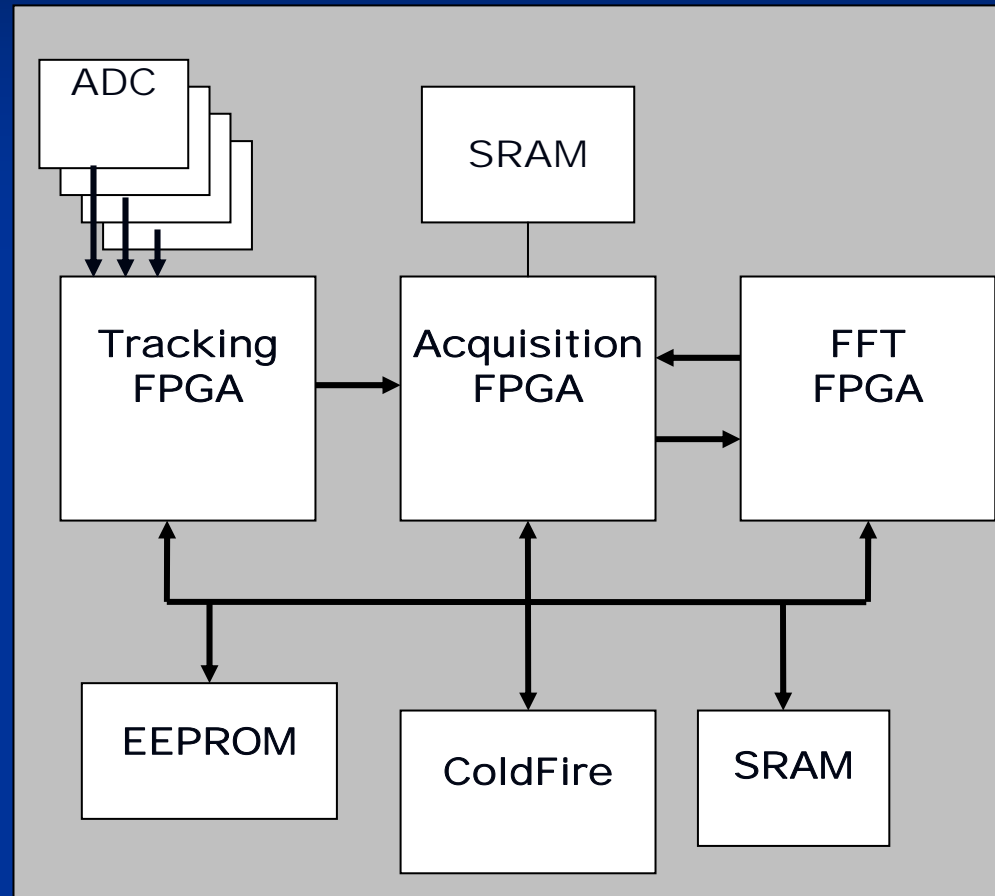 ADC
SRAM
Tracking
FPGA
Acquisition
FPGA
FFT
FPGA
EEPROM
ColdFire
SRAM